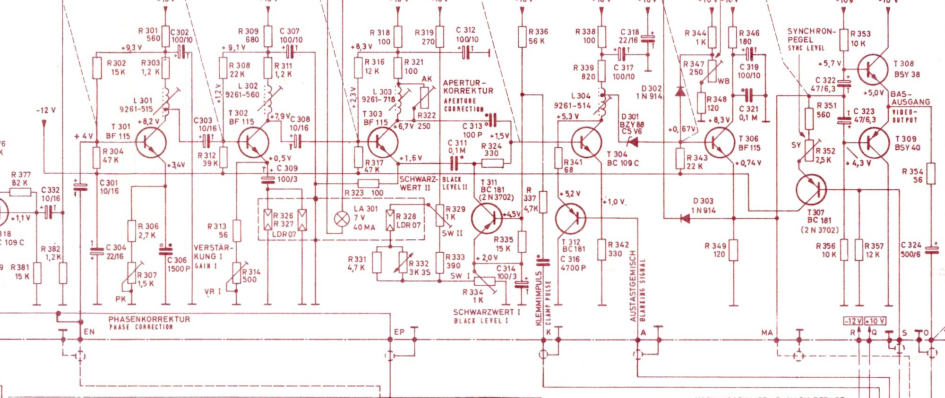 R 301
560
C 302
100/10
+9,3V
R 302
15 K
R 303
1,2 K
L 301
9261-515
+8,2 V
T 301
BF 115
-12 V
+ 4V
R 304
47 K
+3,4V
C 301
10/16
C 304
22/16
R 306
2,7 K
C 306
1500 P
R 307
1,5 K
PK
R 377
82 K
C 332
10/16
+1,1V
C 109 C
R 382
1,2 K
R 381
15 K
R 309
680
C 307
100/10
+9,1V
R 308
22 K
R 311
1,2 K
L 302
9261-560
C 303
10/16
T 302
BF 115
+7,9 V
C 308
10/16
R 312
39 K
+0,5 V
C 309
100/3
R 313
56
R 326
R 327
LDR 07
VERSTÄR-
KUNG I
GAIN I
VR I
R 314
500
R 318
100
R 319
270
C 312
100/10
+8,3 V
R 316
12 K
R 321
100
+2,3 V
L 303
9261-718
AK
APERTUR-
KORREKTUR
APERTURE
CORRECTION
T 303
BF 115
+6,7V
R 322
250
C 313
100 P
+1,5V
+1,6V
C 311
0,1 M
R 324
330
R 317
47 K
R 323
100
SCHWARZ-
WERT II
BLACK
LEVEL II
LA 301
7 V
40 MA
R 328
LDR 07
R 329
1 K
SW II
T 311
BC 181
(2 N 3702)
+4,5V
R 335
15 K
+2,0 V
C 314
100/3
R 331
4,7 K
R 332
3K 3S
R 333
390
SW I
R 334
1 K
SCHWARZWERT I
BLACK LEVEL I
R 336
56 K
R 337
4,7 K
KLEMMIMPULS
CLAMP PULSE
R 338
100
C 318
22/16
R 339
820
C 317
100/10
L 304
9261-514
+5,3 V
D 301
BZY 88
C5 V6
T 304
BC 109 C
R 341
68
+5,2 V
+1,0 V
T 312
BC 181
C 316
4700 P
R 342
330
AUSTASTGEMISCH
BLANKING SIGNAL
D 302
1 N 914
R 344
1 K
R 346
180
R 347
250
WB
C 319
100/10
R 348
120
C 321
0,1 M
+0,67V
+8,3 V
T 306
BF 115
R 343
22 K
+0,74 V
D 303
1 N 914
R 349
120
SYNCHRON-
PEGEL
SYNC LEVEL
R 353
10 K
+5,7 V
T 308
BSY 38
C 322
47/6,3
+5,0 V
BAS-
AUSGANG
VIDEO-
OUTPUT
R 351
560
C 323
47/6,3
SY
R 352
2,5K
T 309
BSY 40
+4,3 V
R 354
56
T 307
BC 181
(2 N 3702)
R 356
10 K
R 357
12 K
C 324
500/6
PHASENKORREKTUR
PHASE CORRECTION
EN
EP
K
A
MA
-12 V
+10 V
R
Q
S
O